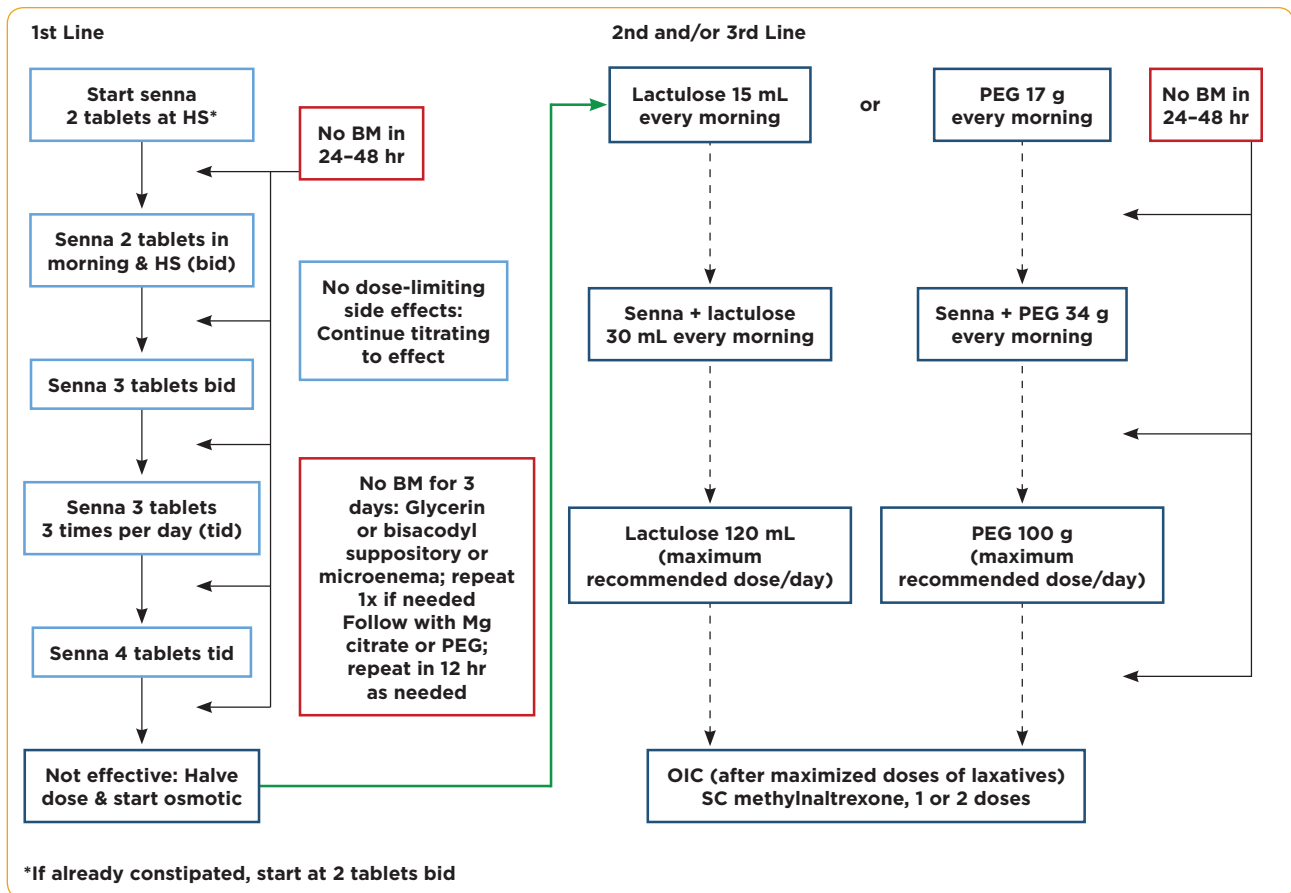 1st Line
Start senna
2 tablets at HS*
No BM in
24–48 hr
Senna 2 tablets in
morning & HS (bid)
No dose-limiting
side effects:
Continue titrating
to effect
Senna 3 tablets bid
Senna 3 tablets
3 times per day (tid)
No BM for 3
days: Glycerin
or bisacodyl
suppository or
microenema; repeat
1x if needed
Follow with Mg
citrate or PEG;
repeat in 12 hr
as needed
Senna 4 tablets tid
Not effective: Halve
dose & start osmotic
2nd and/or 3rd Line
Lactulose 15 mL
every morning
or
PEG 17 g
every morning
No BM in
24–48 hr
Senna + lactulose
30 mL every morning
Senna + PEG 34 g
every morning
Lactulose 120 mL
(maximum
recommended dose/day)
PEG 100 g
(maximum
recommended dose/day)
OIC (after maximized doses of laxatives)
SC methylnaltrexone, 1 or 2 doses
*If already constipated, start at 2 tablets bid